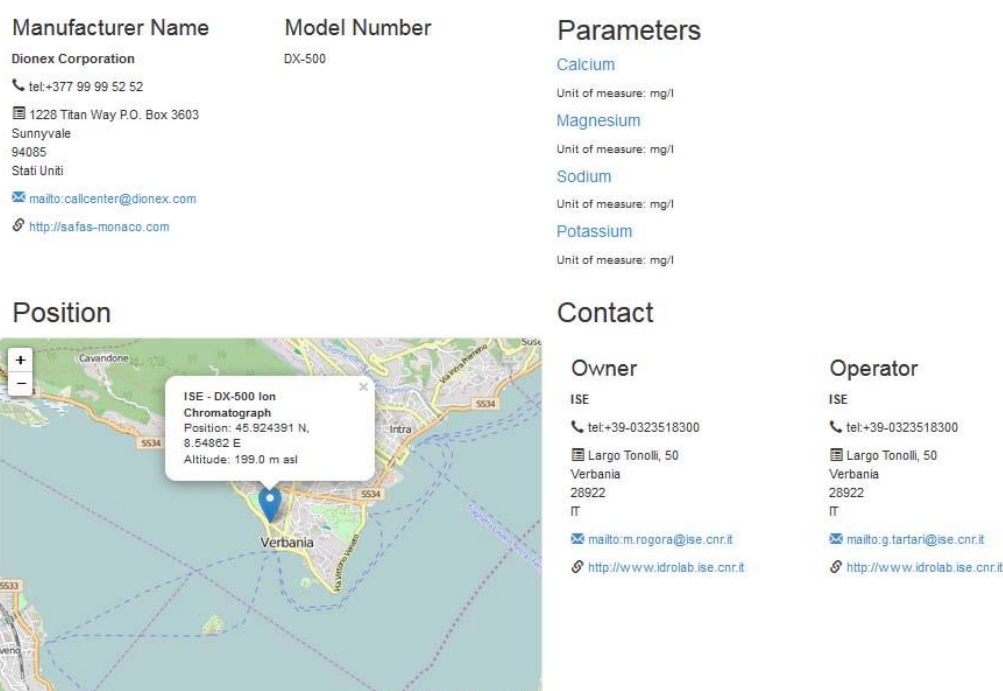 Manufacturer Name
Dionex Corporation
tel:+377 99 99 52 52
1228 Titan Way P.O. Box 3603
Sunnyvale
94085
Stati Uniti
mailto:callcenter@dionex.com
http://safas-monaco.com
Model Number
DX-500
Parameters
Calcium
Unit of measure: mg/l
Magnesium
Unit of measure: mg/l
Sodium
Unit of measure: mg/l
Potassium
Unit of measure: mg/l
Position
+
−
Cavandone
ISE - DX-500 Ion
Chromatograph
Position: 45.924391 N,
8.54862 E
Altitude: 199.0 m asl
×
SS34
Intra
SS34
SS34
Verbania
Via Vittorio Veneto
SS33
Contact
Owner
ISE
tel:+39-0323518300
Largo Tonolli, 50
Verbania
28922
IT
mailto:m.rogora@ise.cnr.it
http://www.idrolab.ise.cnr.it
Operator
ISE
tel:+39-0323518300
Largo Tonolli, 50
Verbania
28922
IT
mailto:g.tartari@ise.cnr.it
http://www.idrolab.ise.cnr.it